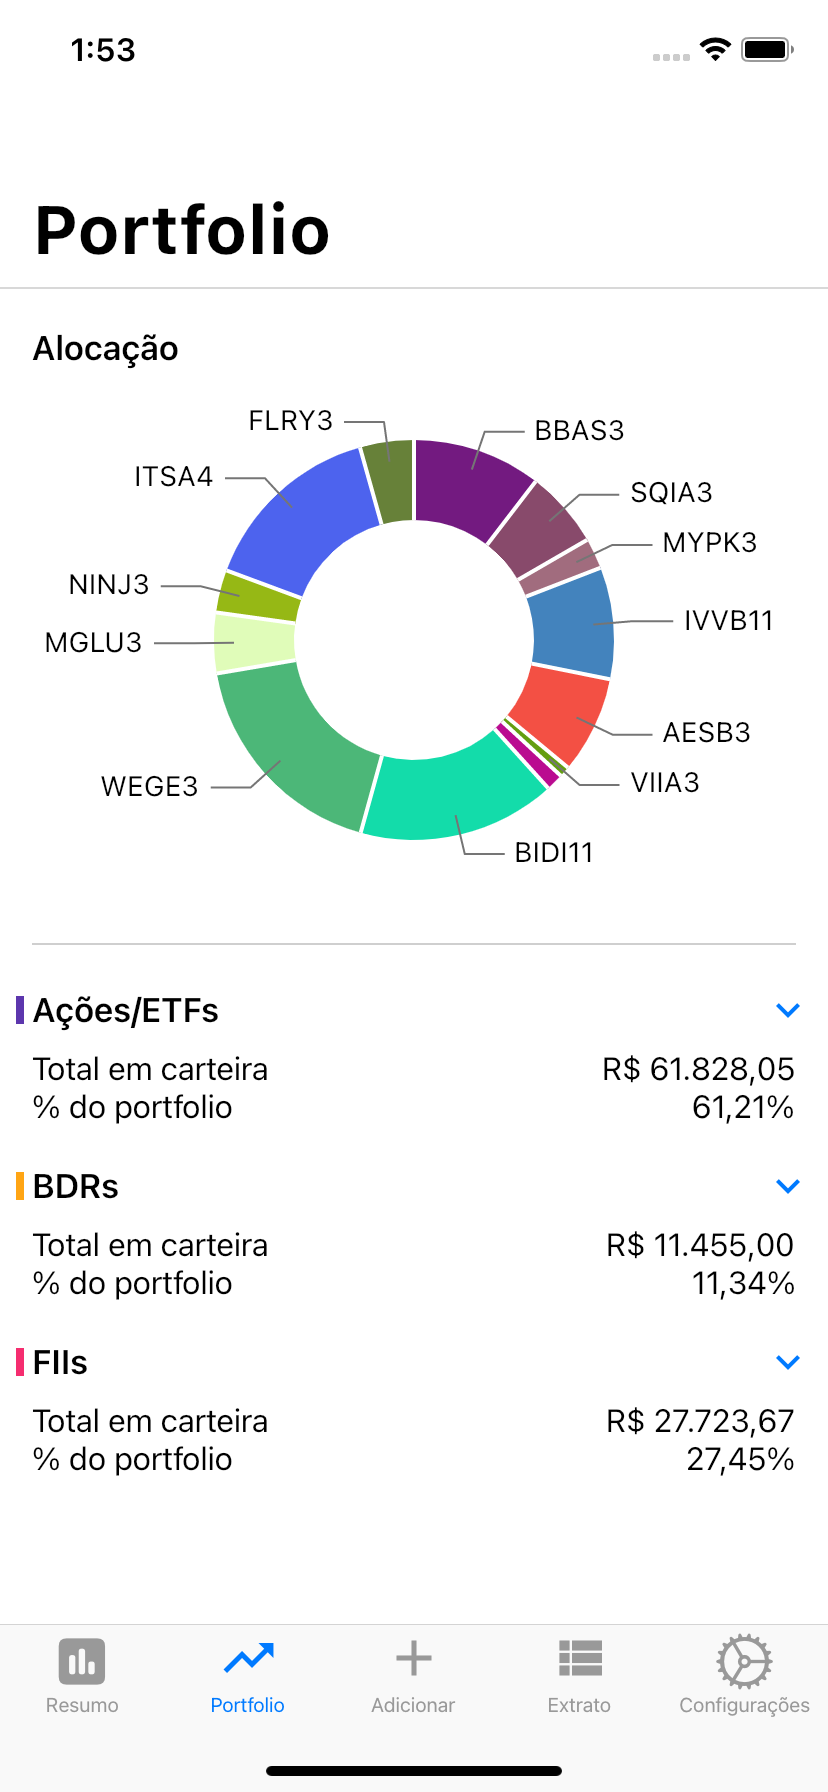 1:53
Portfolio
Alocação
FLRY3
BBAS3
ITSA4
SQIA3
MYPK3
NINJ3
IVVB11
MGLU3
AESB3
WEGE3
VIIA3
BIDI11
Ações/ETFs
Total em carteira R$ 61.828,05
% do portfolio 61,21%
BDRs
Total em carteira R$ 11.455,00
% do portfolio 11,34%
FIIs
Total em carteira R$ 27.723,67
% do portfolio 27,45%
Resumo Portfolio Adicionar Extrato Configurações